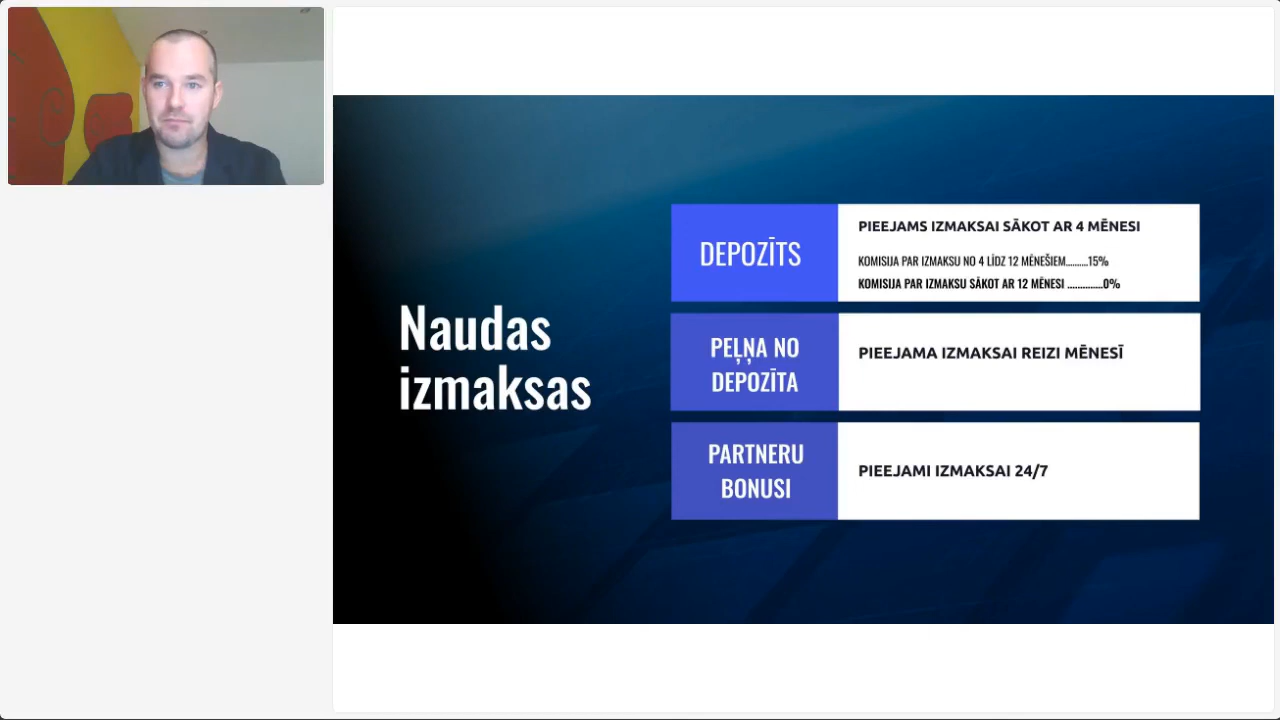 Naudas
izmaksas
DEPOZĪTS
PIEEJAMS IZMAKSAI SĀKOT AR 4 MĒNESI
KOMISIJA PAR IZMAKSU NO 4 LĪDZ 12 MĒNEŠIEM.........15%
KOMISIJA PAR IZMAKSU SĀKOT AR 12 MĒNESI ..............0%
PEĻŅA NO
DEPOZĪTA
PIEEJAMA IZMAKSAI REIZI MĒNESĪ
PARTNERU
BONUSI
PIEEJAMI IZMAKSAI 24/7